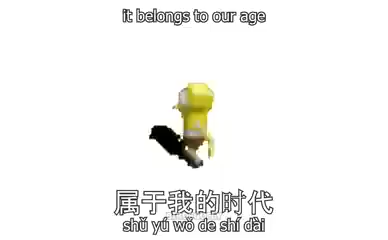 it belongs to our age
属于我的时代
shǔ yú wǒ de shí dài